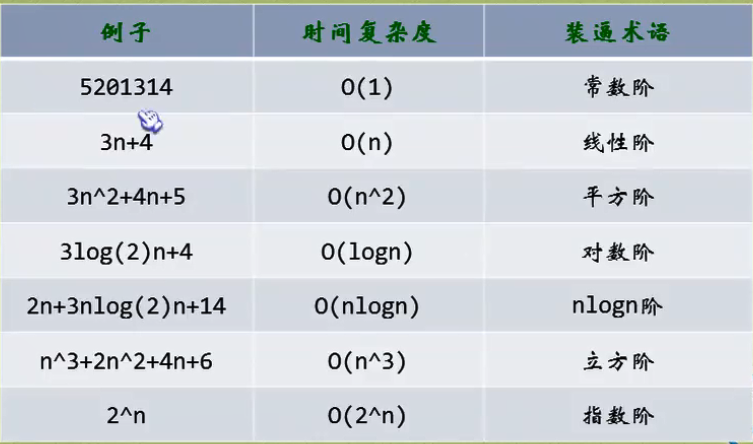 例子 时间复杂度 装逼术语
5201314 O(1) 常数阶
3n+4 O(n) 线性阶
3n^2+4n+5 O(n^2) 平方阶
3log(2)n+4 O(logn) 对数阶
2n+3nlog(2)n+14 O(nlogn) nlogn阶
n^3+2n^2+4n+6 O(n^3) 立方阶
2^n O(2^n) 指数阶